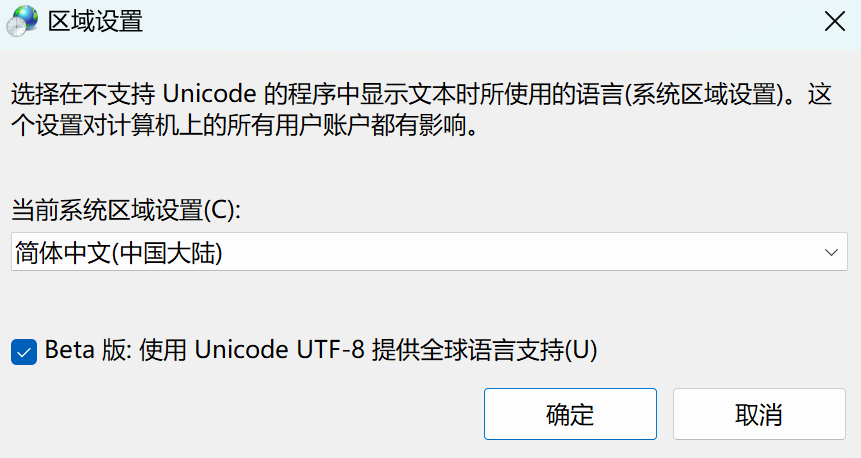 区域设置
选择在不支持 Unicode 的程序中显示文本时所使用的语言(系统区域设置)。这
个设置对计算机上的所有用户账户都有影响。
当前系统区域设置(C):
简体中文(中国大陆)
Beta 版: 使用 Unicode UTF-8 提供全球语言支持(U)
确定
取消